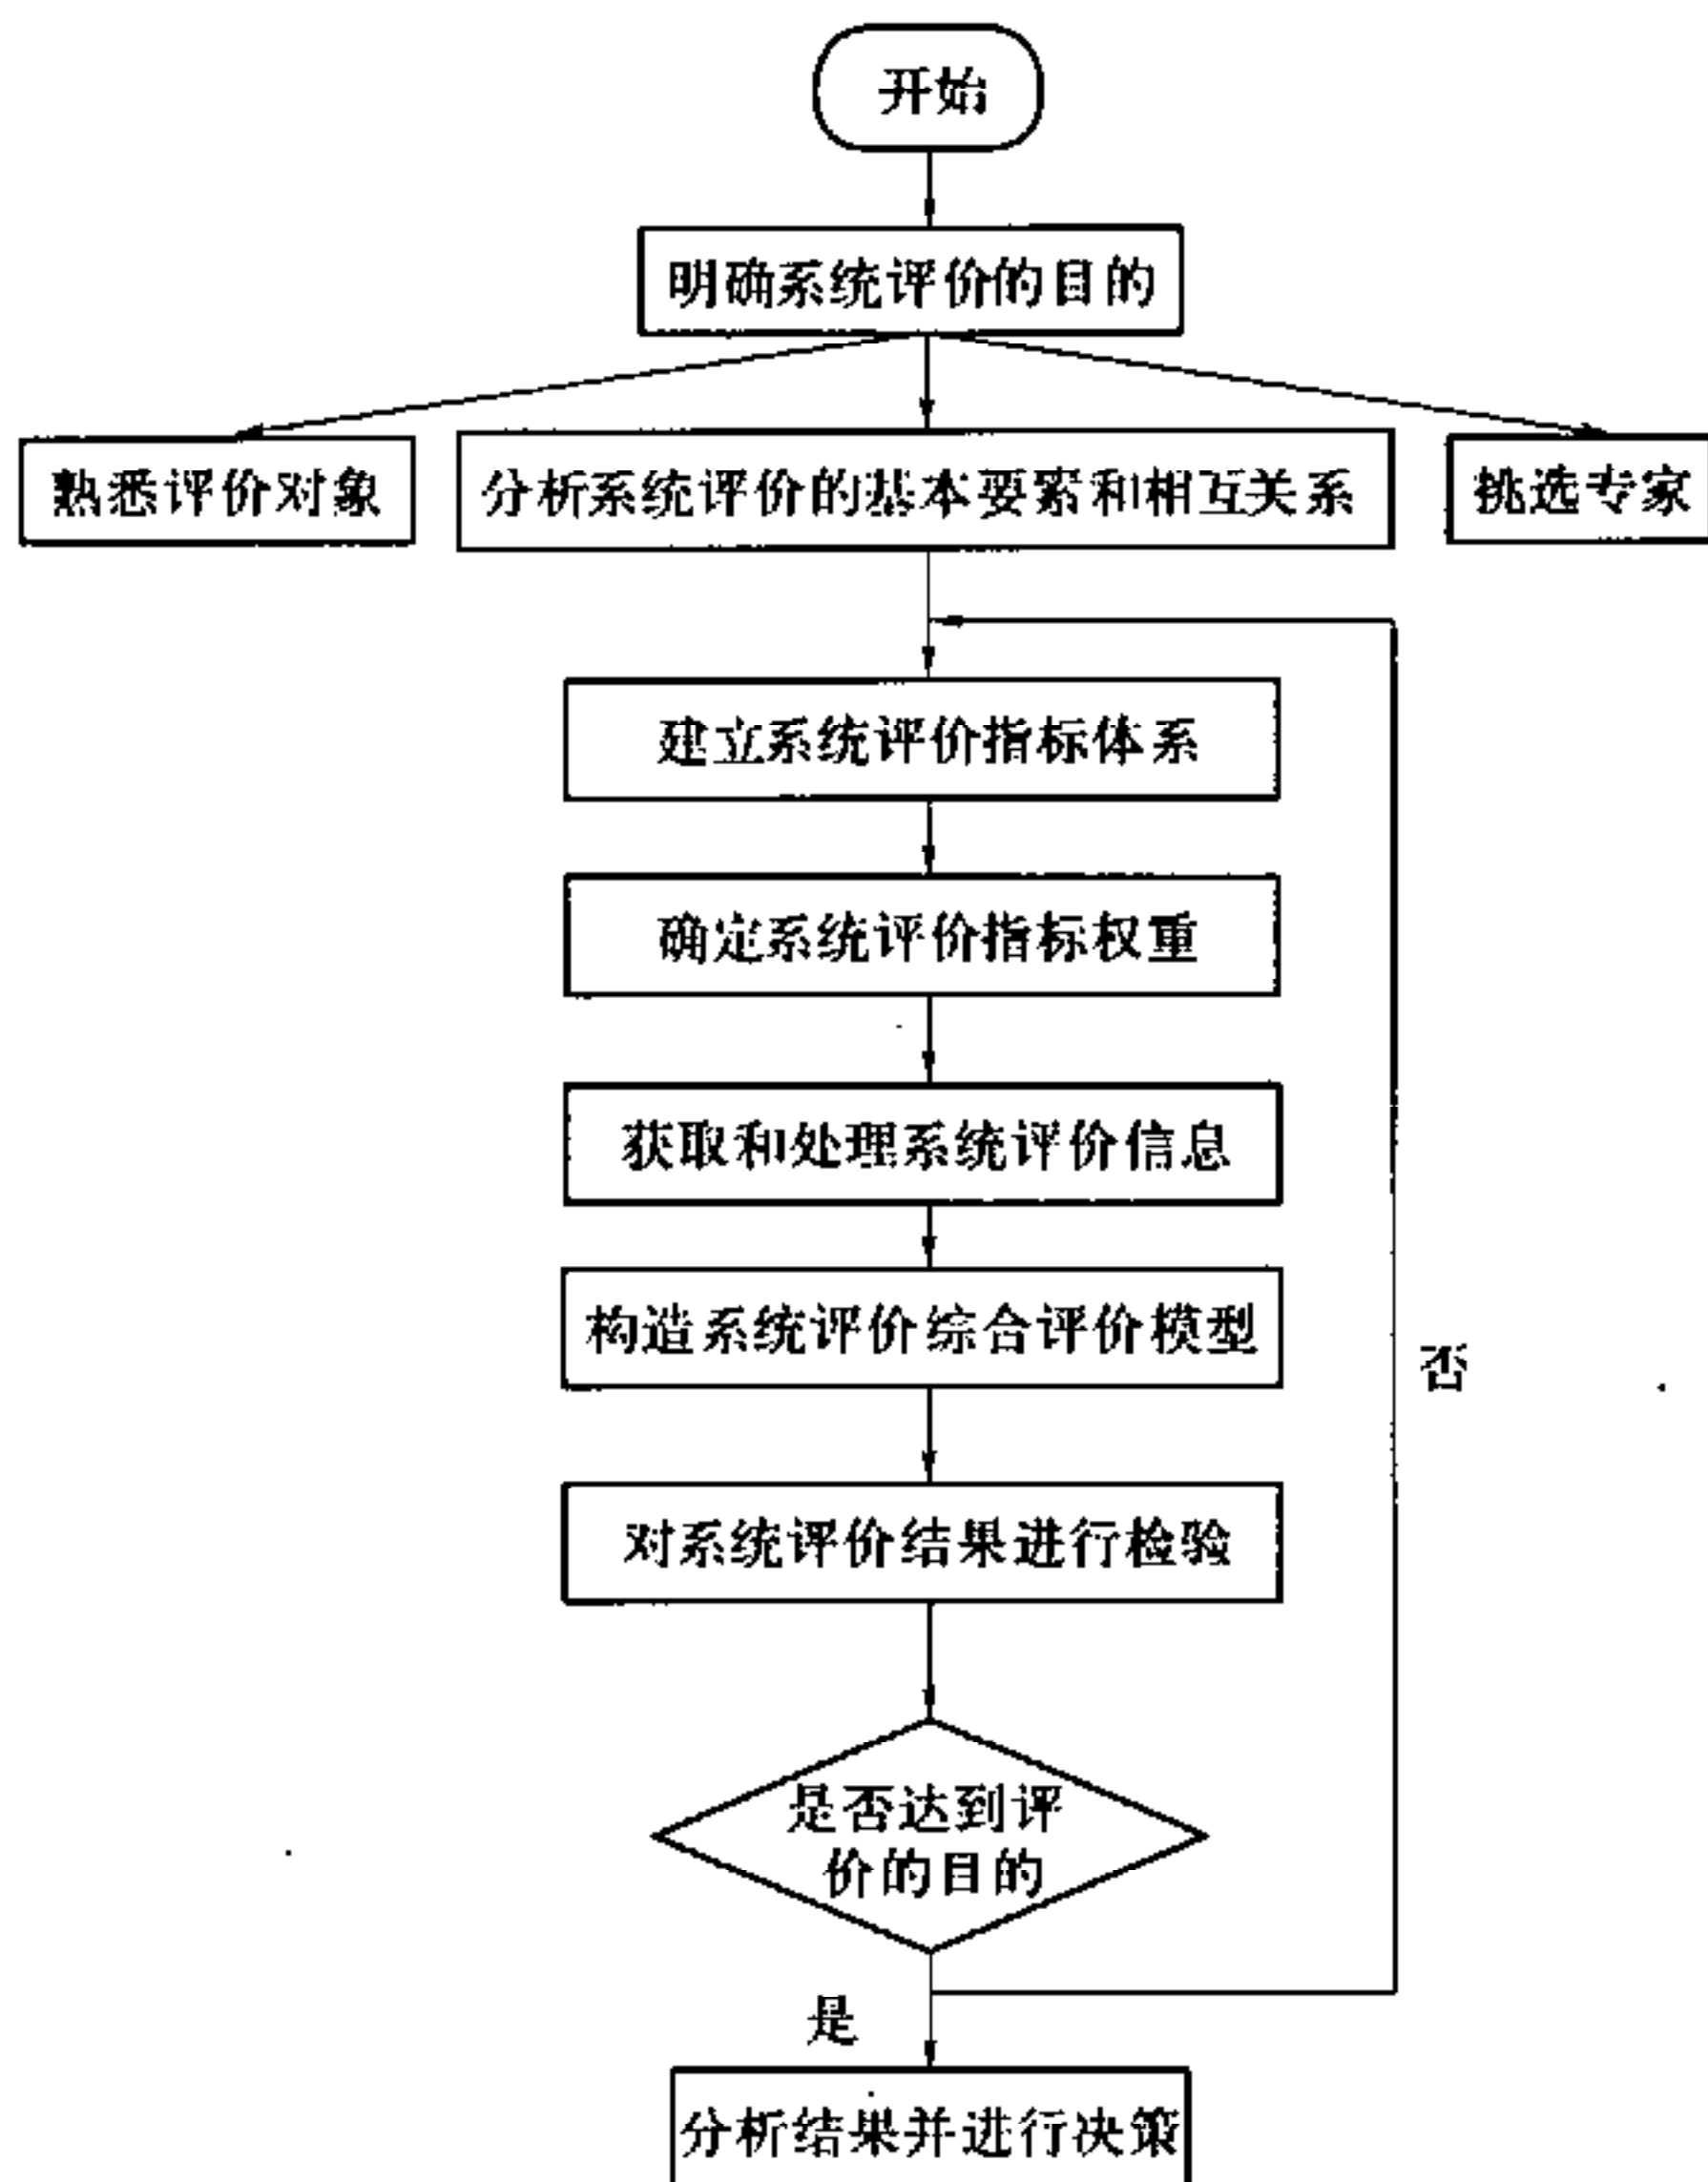 开始
明确系统评价的目的
熟悉评价对象
分析系统评价的基本要素和相互关系
挑选专家
建立系统评价指标体系
确定系统评价指标权重
获取和处理系统评价信息
构造系统评价综合评价模型
否
对系统评价结果进行检验
是否达到评
价的目的
是
分析结果并进行决策